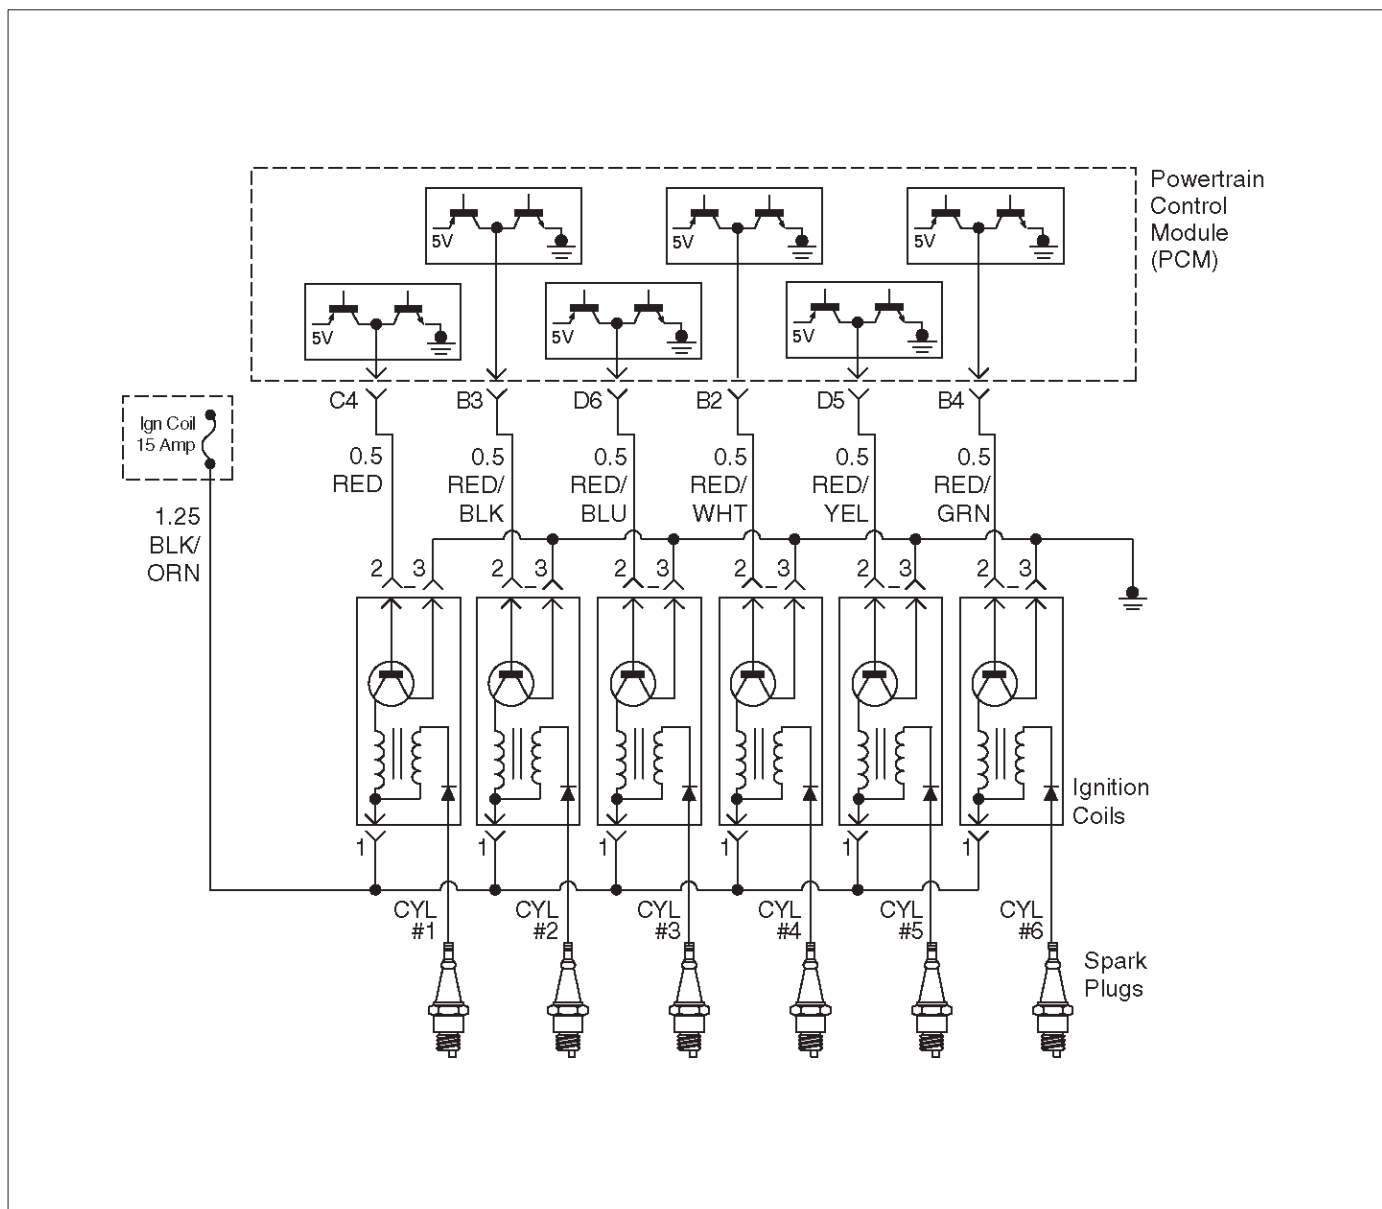 Powertrain
Control
Module
(PCM)
5V 5V 5V
5V 5V 5V
C4 B3 D6 B2 D5 B4
Ign Coil
15 Amp
0.5
RED
0.5
RED/
BLK
0.5
RED/
BLU
0.5
RED/
WHT
0.5
RED/
YEL
0.5
RED/
GRN
1.25
BLK/
ORN
2 3 2 3 2 3 2 3 2 3 2 3
Ignition
Coils
1 1 1 1 1 1
CYL
#1
CYL
#2
CYL
#3
CYL
#4
CYL
#5
CYL
#6
Spark
Plugs